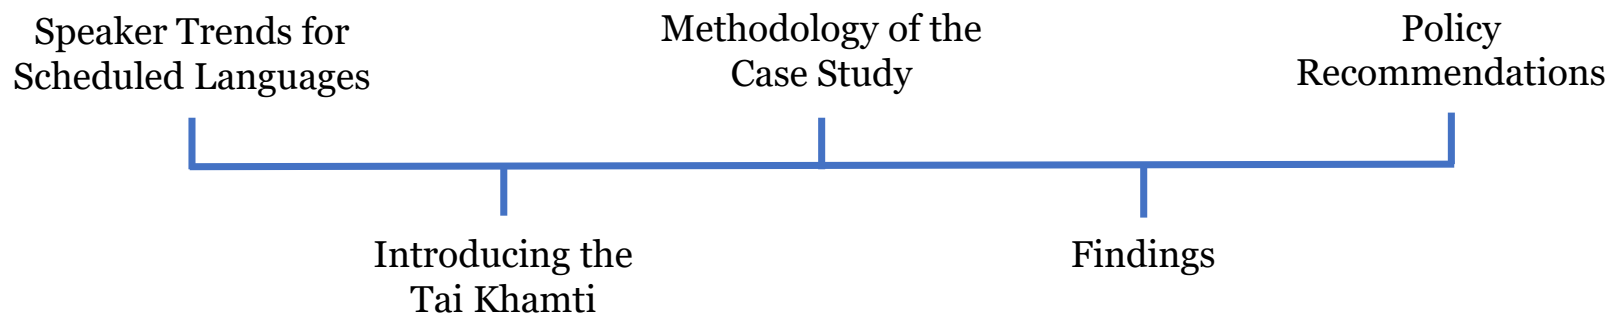 Speaker Trends for
Scheduled Languages
Introducing the
Tai Khamti
Methodology of the
Case Study
Findings
Policy
Recommendations